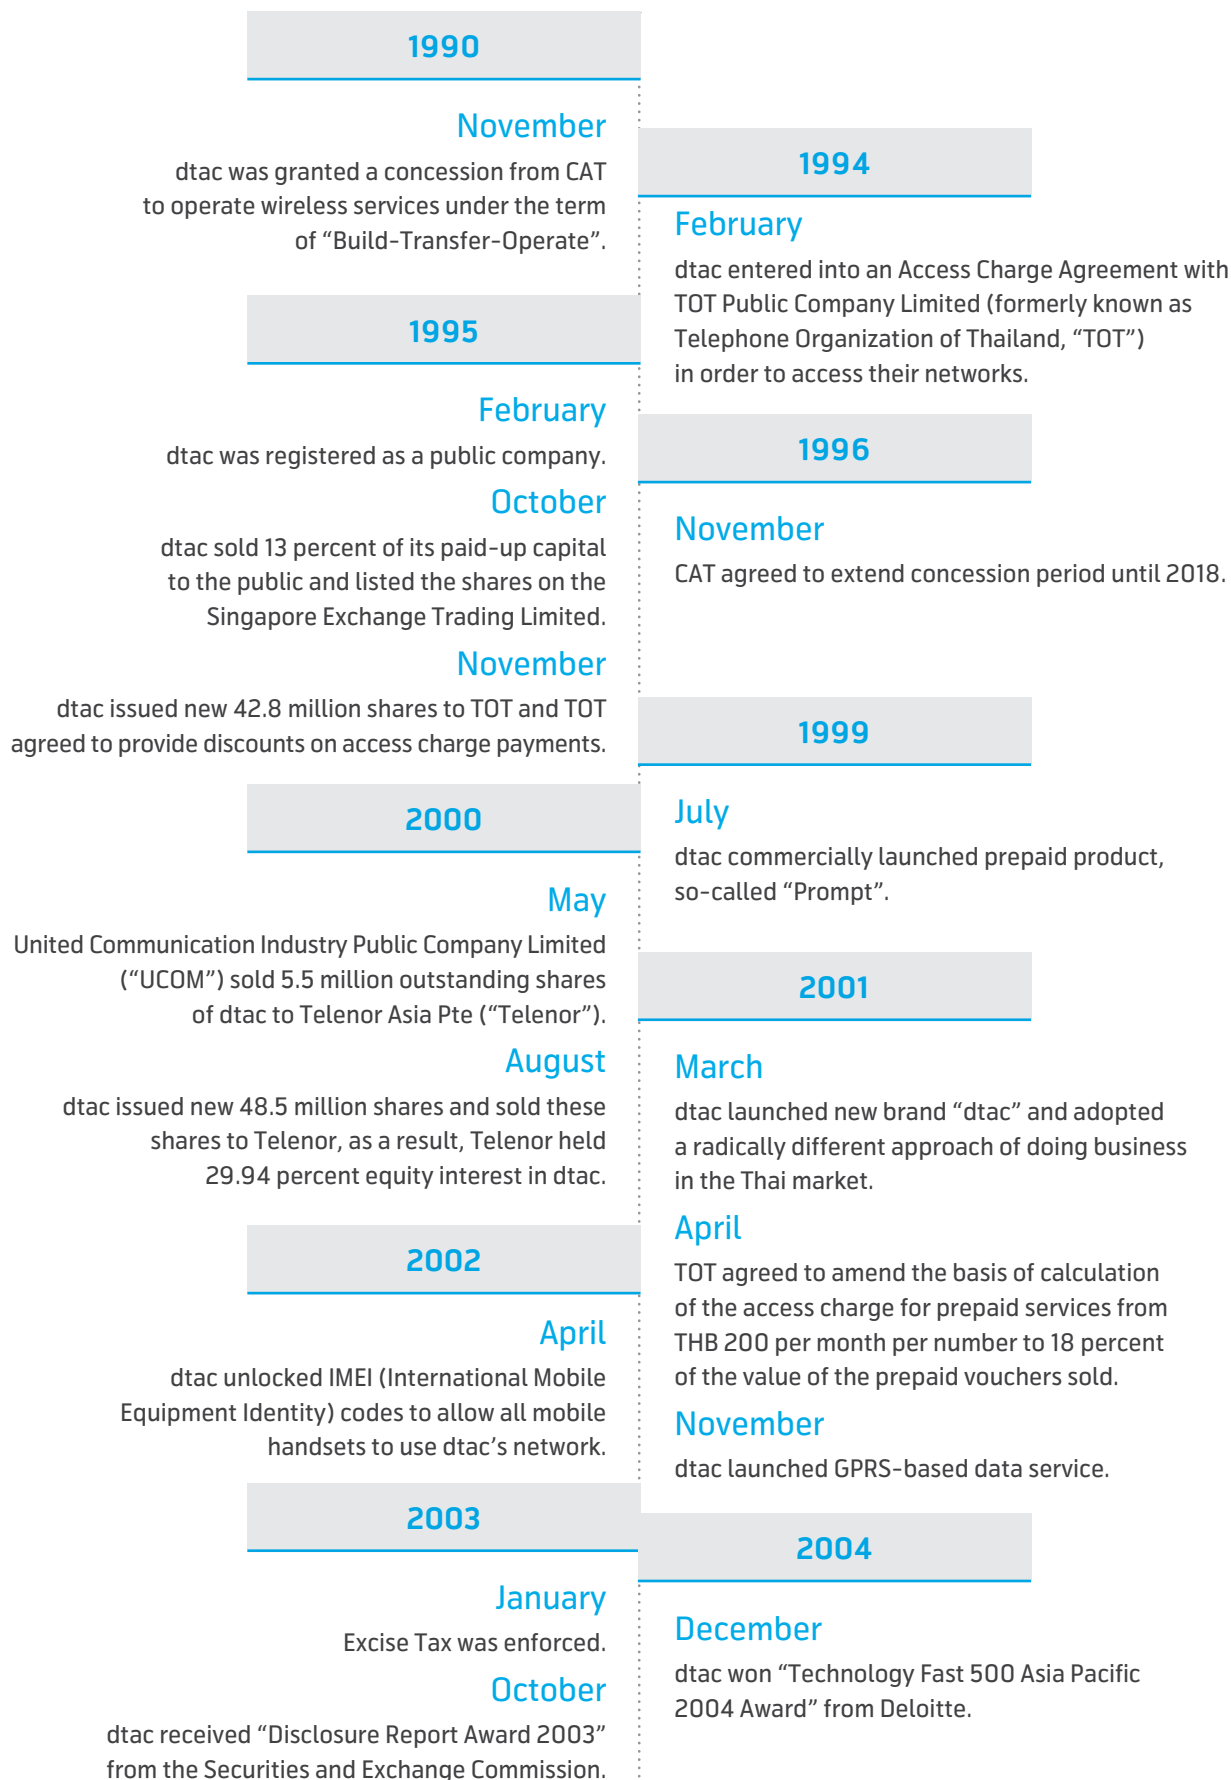 1990
November
dtac was granted a concession from CAT
to operate wireless services under the term
of “Build-Transfer-Operate”.
1994
February
dtac entered into an Access Charge Agreement with
TOT Public Company Limited (formerly known as
Telephone Organization of Thailand, “TOT”)
in order to access their networks.
1995
February
dtac was registered as a public company.
October
dtac sold 13 percent of its paid-up capital
to the public and listed the shares on the
Singapore Exchange Trading Limited.
November
dtac issued new 42.8 million shares to TOT and TOT
agreed to provide discounts on access charge payments.
1996
November
CAT agreed to extend concession period until 2018.
1999
July
dtac commercially launched prepaid product,
so-called “Prompt”.
2000
May
United Communication Industry Public Company Limited
(“UCOM”) sold 5.5 million outstanding shares
of dtac to Telenor Asia Pte (“Telenor”).
August
dtac issued new 48.5 million shares and sold these
shares to Telenor, as a result, Telenor held
29.94 percent equity interest in dtac.
2001
March
dtac launched new brand “dtac” and adopted
a radically different approach of doing business
in the Thai market.
April
TOT agreed to amend the basis of calculation
of the access charge for prepaid services from
THB 200 per month per number to 18 percent
of the value of the prepaid vouchers sold.
November
dtac launched GPRS-based data service.
2002
April
dtac unlocked IMEI (International Mobile
Equipment Identity) codes to allow all mobile
handsets to use dtac’s network.
2003
January
Excise Tax was enforced.
October
dtac received “Disclosure Report Award 2003”
from the Securities and Exchange Commission.
2004
December
dtac won “Technology Fast 500 Asia Pacific
2004 Award” from Deloitte.